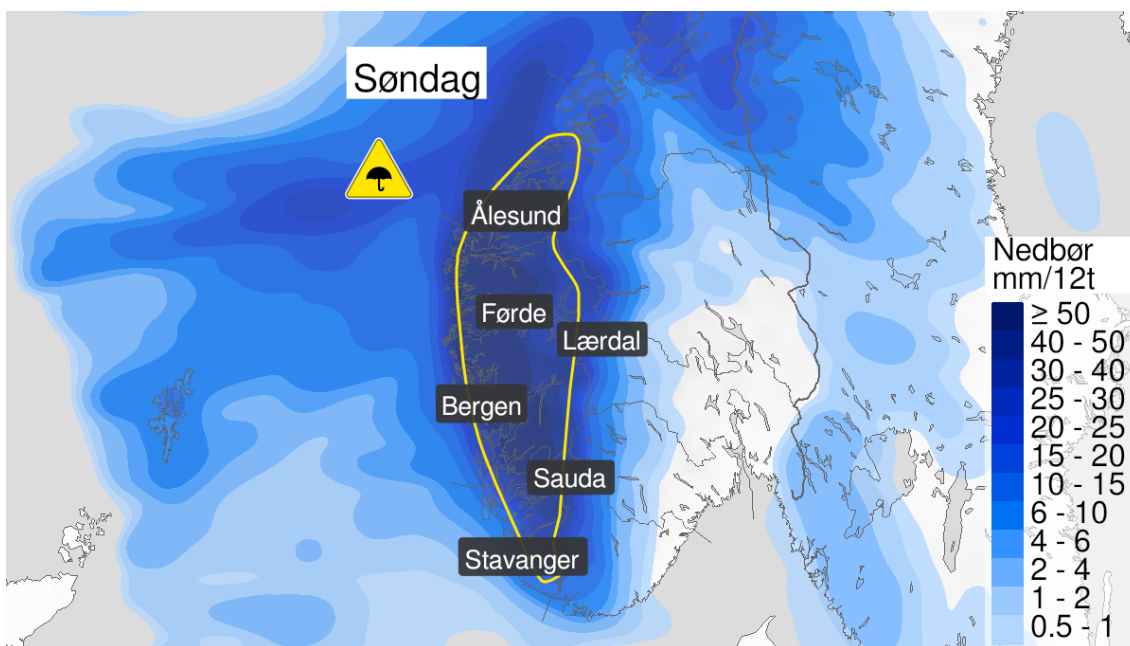 Søndag
Ålesund
Førde
Lærdal
Bergen
Sauda
Stavanger
Nedbør
mm/12t
≥ 50
40 - 50
30 - 40
25 - 30
20 - 25
15 - 20
10 - 15
6 - 10
4 - 6
2 - 4
1 - 2
0.5 - 1